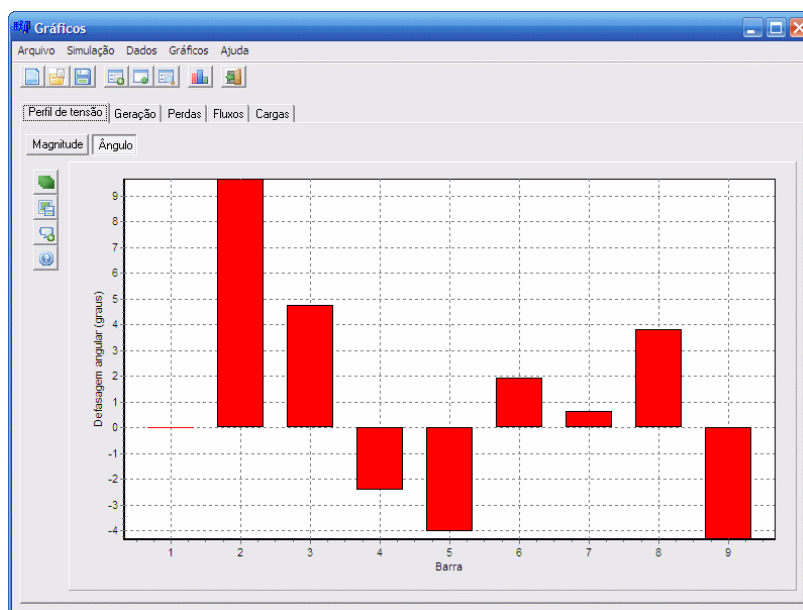 Gráficos
Arquivo Simulação Dados Gráficos Ajuda
Perfil de tensão Geração Perdas Fluxos Cargas
Magnitude Ângulo
9
8
7
6
5
4
3
2
1
0
-1
-2
-3
-4
Defasagem angular (graus)
1 2 3 4 5 6 7 8 9
Barra